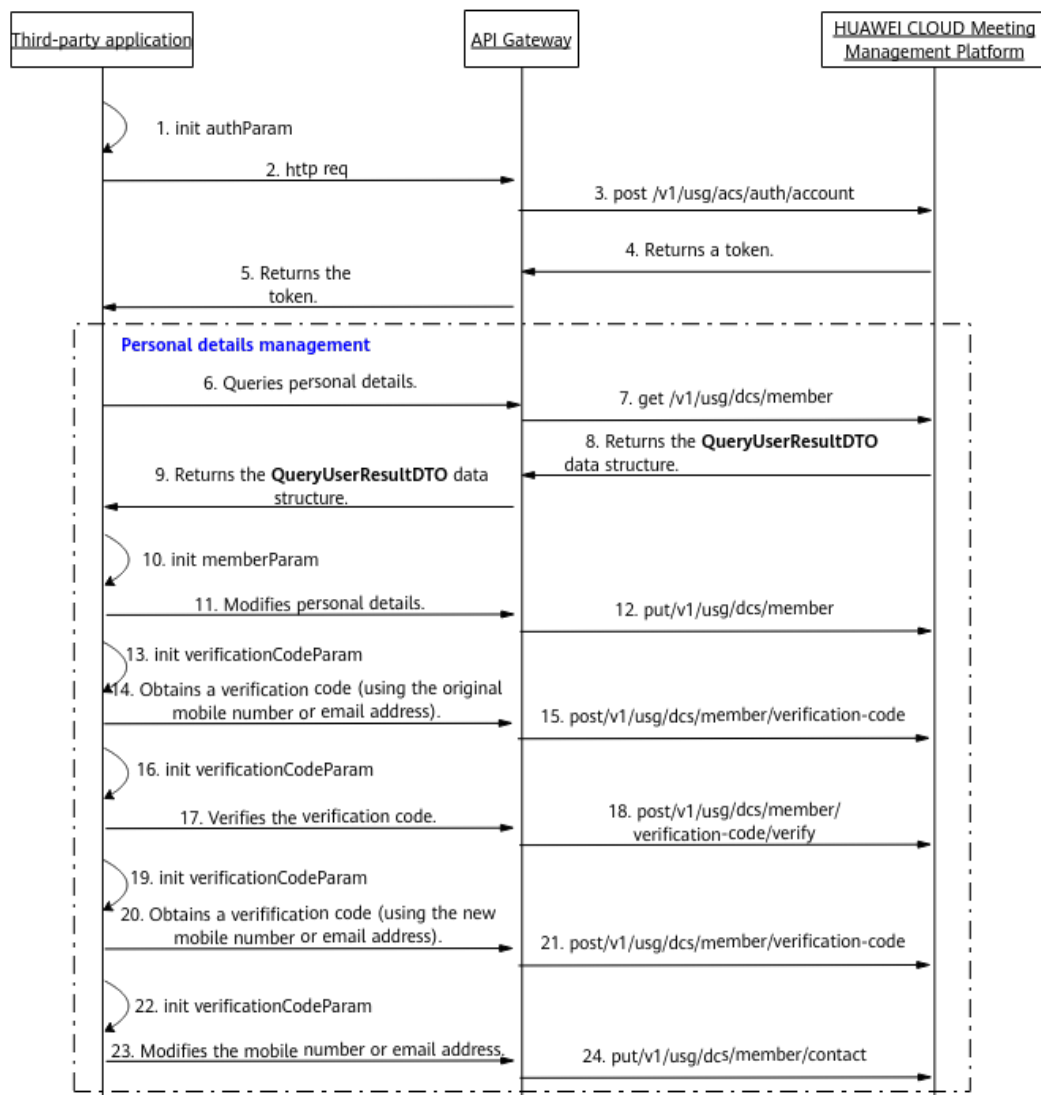 Third-party application
API Gateway
HUAWEI CLOUD Meeting
Management Platform
1. init authParam
2. http req
3. post /v1/usg/acs/auth/account
4. Returns a token.
5. Returns the
token.
Personal details management
6. Queries personal details.
7. get /v1/usg/dcs/member
8. Returns the QueryUserResultDTO
data structure.
9. Returns the QueryUserResultDTO data
structure.
10. init memberParam
11. Modifies personal details.
12. put/v1/usg/dcs/member
13. init verificationCodeParam
14. Obtains a verification code (using the original
mobile number or email address).
15. post/v1/usg/dcs/member/verification-code
16. init verificationCodeParam
17. Verifies the verification code.
18. post/v1/usg/dcs/member/
verification-code/verify
19. init verificationCodeParam
20. Obtains a verifification code (using the new
mobile number or email address).
21. post/v1/usg/dcs/member/verification-code
22. init verificationCodeParam
23. Modifies the mobile number or email address.
24. put/v1/usg/dcs/member/contact